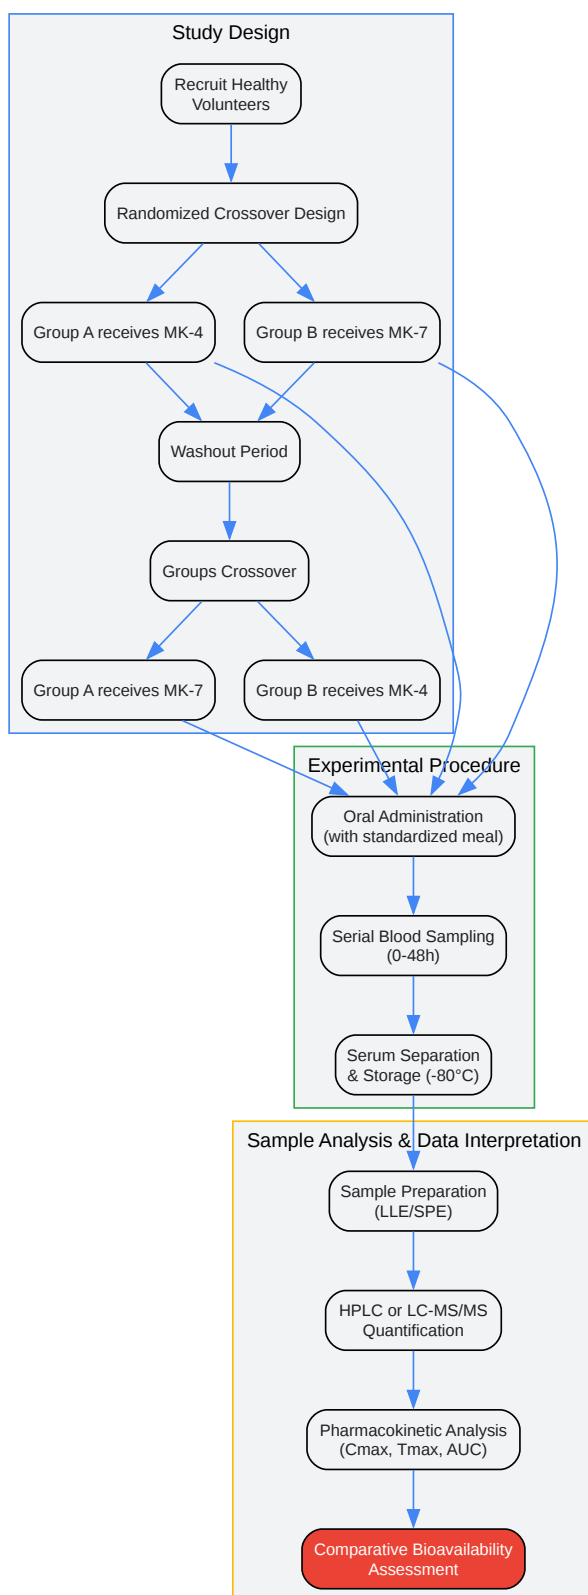 Study Design
Recruit Healthy
Volunteers
Randomized Crossover Design
Group A receives MK-4
Group B receives MK-7
Washout Period
Groups Crossover
Group A receives MK-7
Group B receives MK-4
Experimental Procedure
Oral Administration
(with standardized meal)
Serial Blood Sampling
(0-48h)
Serum Separation
& Storage (-80°C)
Sample Analysis & Data Interpretation
Sample Preparation
(LLE/SPE)
HPLC or LC-MS/MS
Quantification
Pharmacokinetic Analysis
(Cmax, Tmax, AUC)
Comparative Bioavailability
Assessment